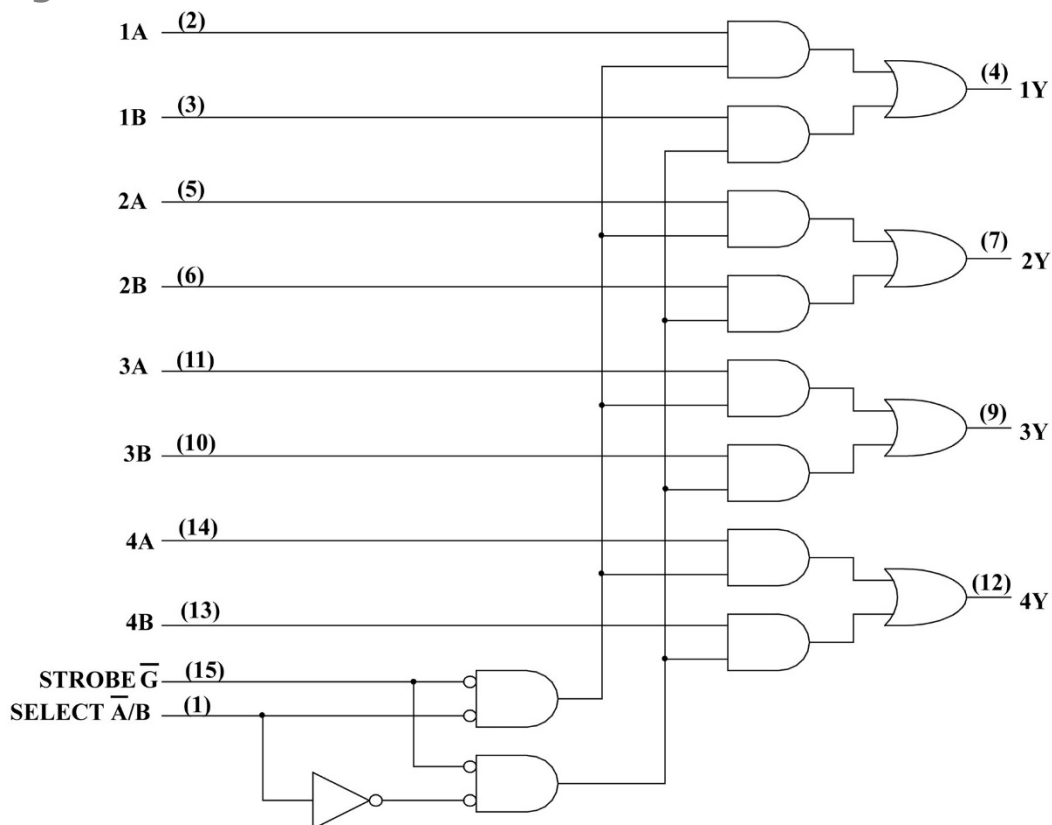 1A (2)
(4) 1Y
1B (3)
2A (5)
(7) 2Y
2B (6)
3A (11)
(9) 3Y
3B (10)
4A (14)
(12) 4Y
4B (13)
STROBE G̅ (15)
SELECT A̅/B (1)